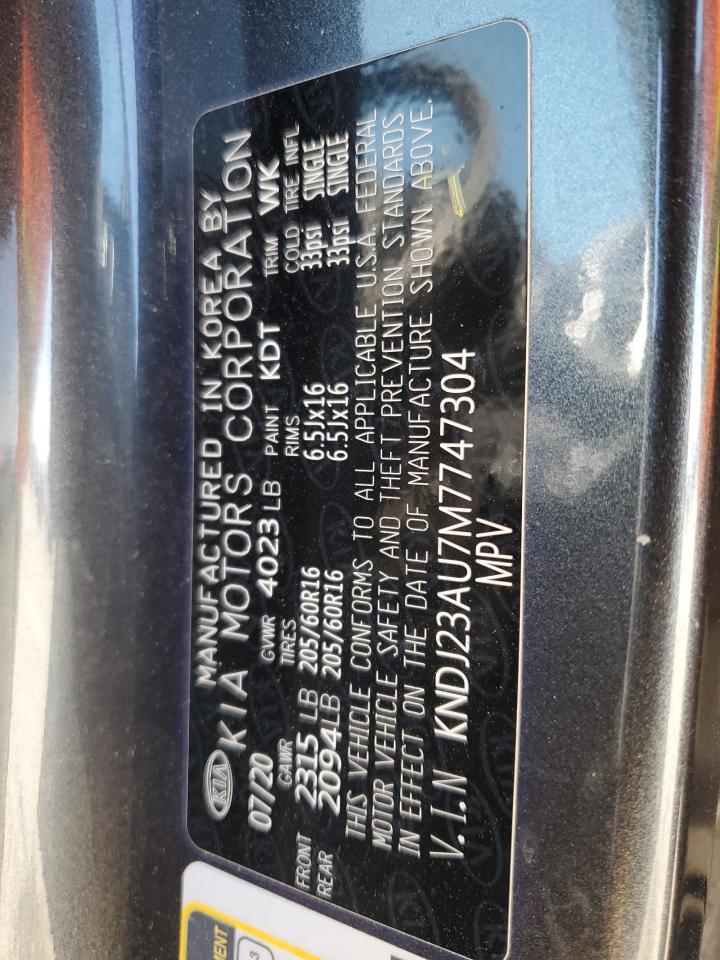 KIA
MANUFACTURED IN KOREA BY
KIA MOTORS CORPORATION
07/20 GVWR 4023 LB PAINT KDT TRIM WK
GAWR TIRES RIMS COLD TIRE INFL
FRONT 2315 LB 205/60R16 6.5Jx16 33psi SINGLE
REAR 2094LB 205/60R16 6.5Jx16 33psi SINGLE
THIS VEHICLE CONFORMS TO ALL APPLICABLE U.S.A. FEDERAL
MOTOR VEHICLE SAFETY AND THEFT PREVENTION STANDARDS
IN EFFECT ON THE DATE OF MANUFACTURE SHOWN ABOVE.
V.I.N KNDJ23AU7M7747304
MPV